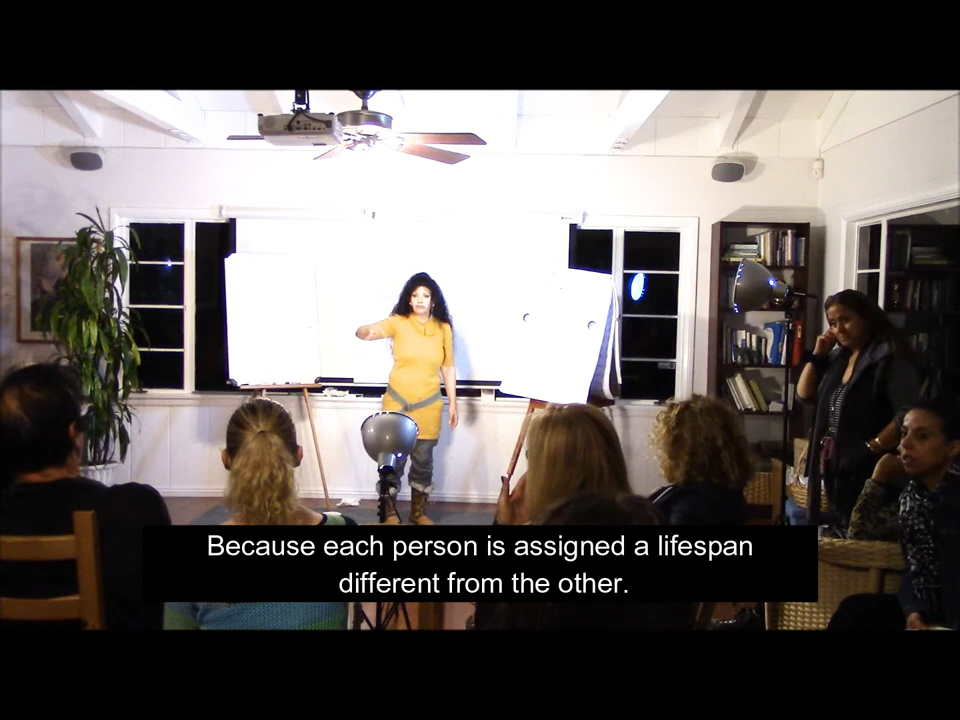 Because each person is assigned a lifespan
different from the other.